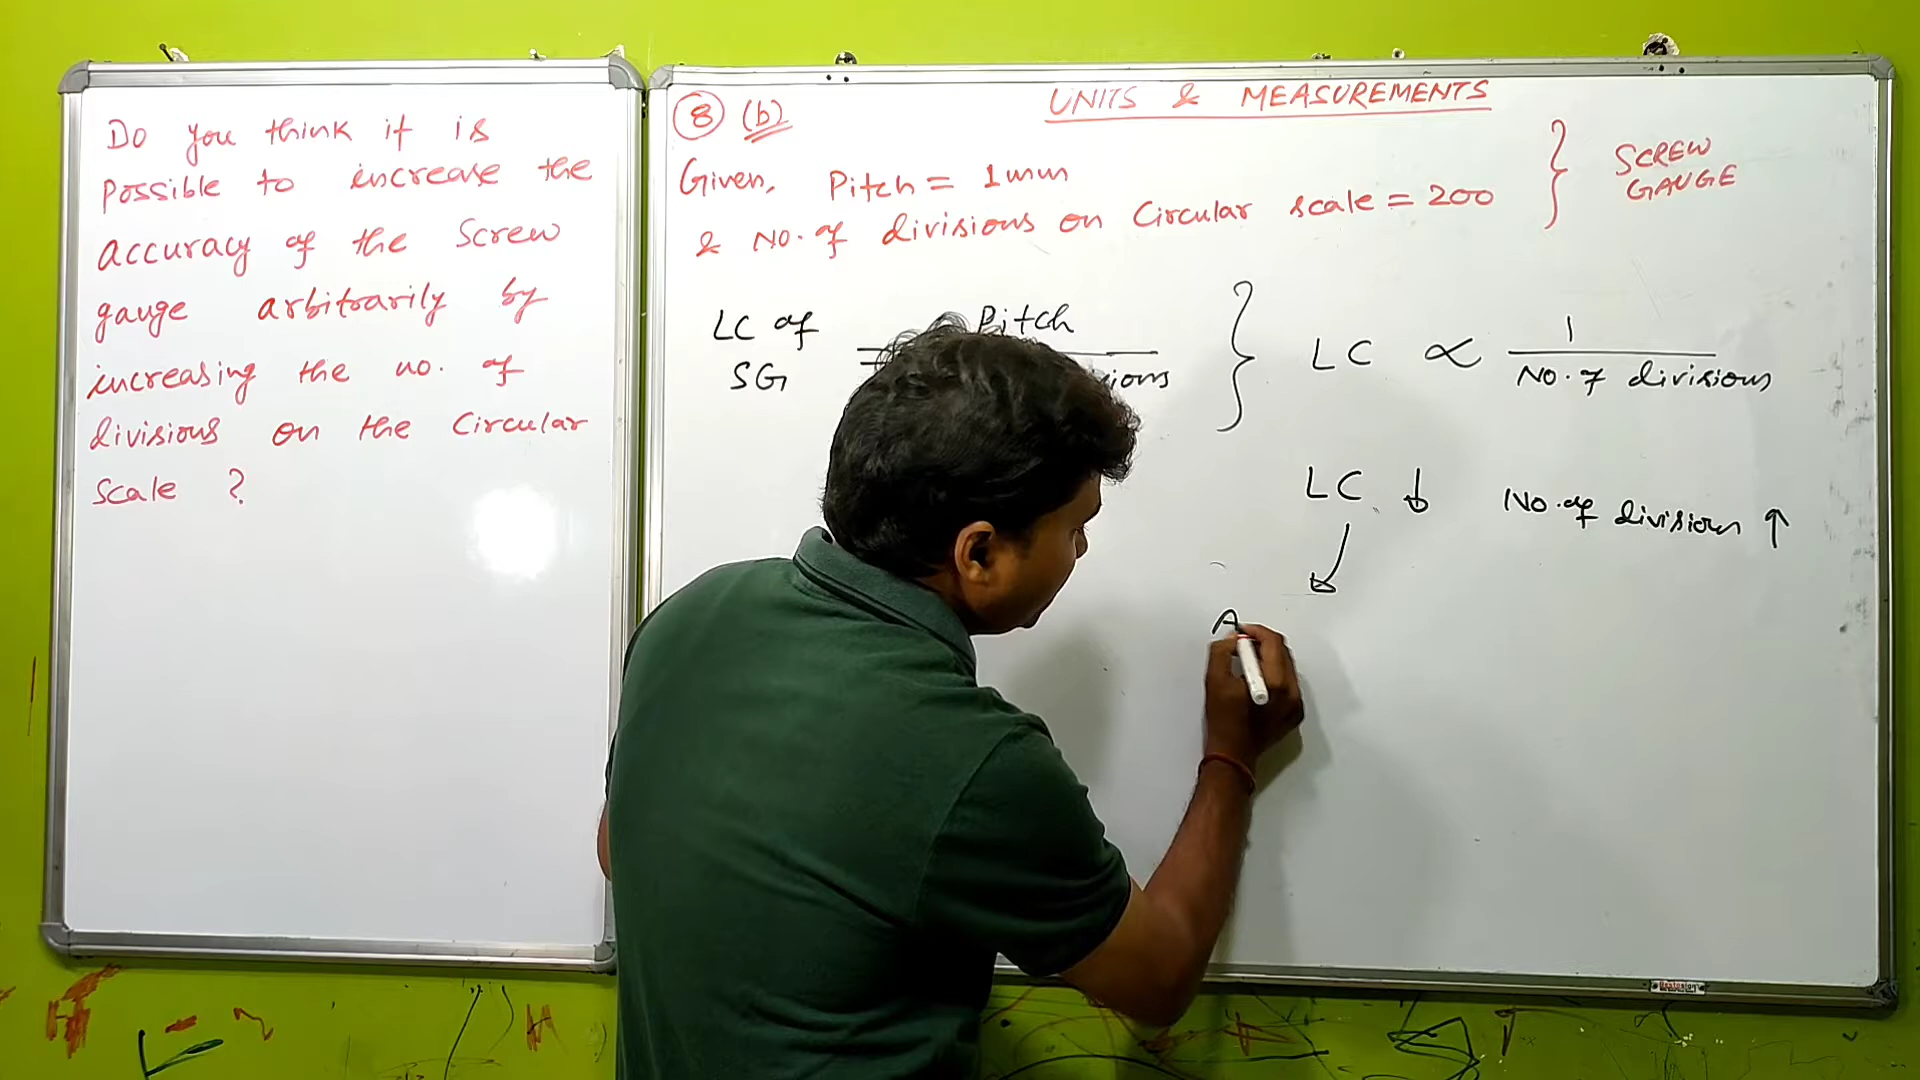 Do you think it is
Possible to increase the
accuracy of the Screw
gauge arbitrarily by
increasing the no. of
divisions on the Circular
Scale ?
UNITS & MEASUREMENTS
8 (b)
Given, Pitch = 1mm
& No. of divisions on Circular scale = 200
SCREW
GAUGE
LC of
SG
=
Pitch
LC ∝ 1
No. of divisions
LC ↓ No. of division ↑
A